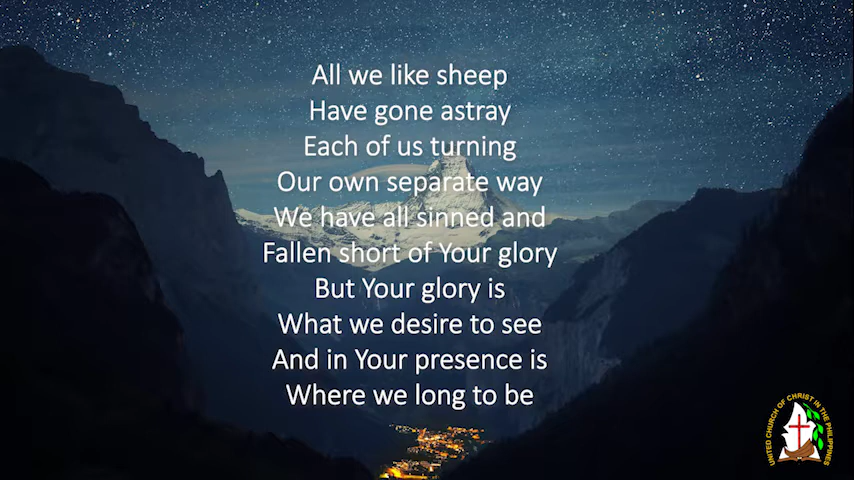 All we like sheep
Have gone astray
Each of us turning
Our own separate way
We have all sinned and
Fallen short of Your glory
But Your glory is
What we desire to see
And in Your presence is
Where we long to be
UNITED CHURCH OF CHRIST IN THE PHILIPPINES